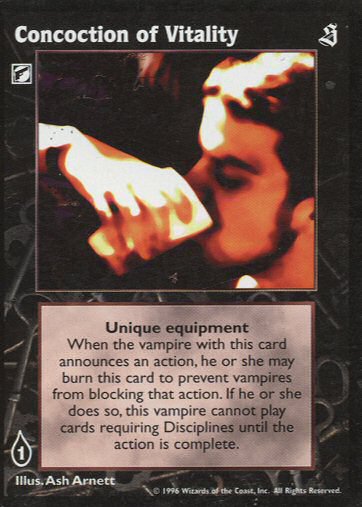 Concoction of Vitality
Unique equipment
When the vampire with this card
announces an action, he or she may
burn this card to prevent vampires
from blocking that action. If he or she
does so, this vampire cannot play
cards requiring Disciplines until the
action is complete.
1
Illus. Ash Arnett
© 1996 Wizards of the Coast, Inc. All Rights Reserved.